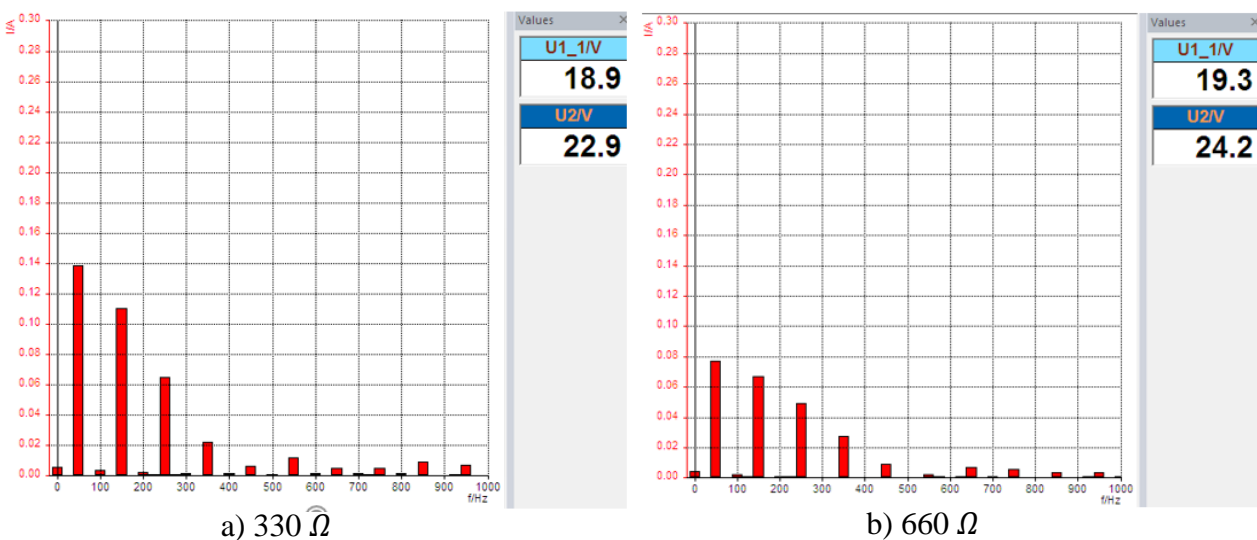 I/A
0.30
0.28
0.26
0.24
0.22
0.20
0.18
0.16
0.14
0.12
0.10
0.08
0.06
0.04
0.02
0.00
0 100 200 300 400 500 600 700 800 900 1000
f/Hz
Values ×
U1_1/V
18.9
U2/V
22.9
a) 330 Ω
I/A
0.30
0.28
0.26
0.24
0.22
0.20
0.18
0.16
0.14
0.12
0.10
0.08
0.06
0.04
0.02
0.00
0 100 200 300 400 500 600 700 800 900 1000
f/Hz
Values ×
U1_1/V
19.3
U2/V
24.2
b) 660 Ω